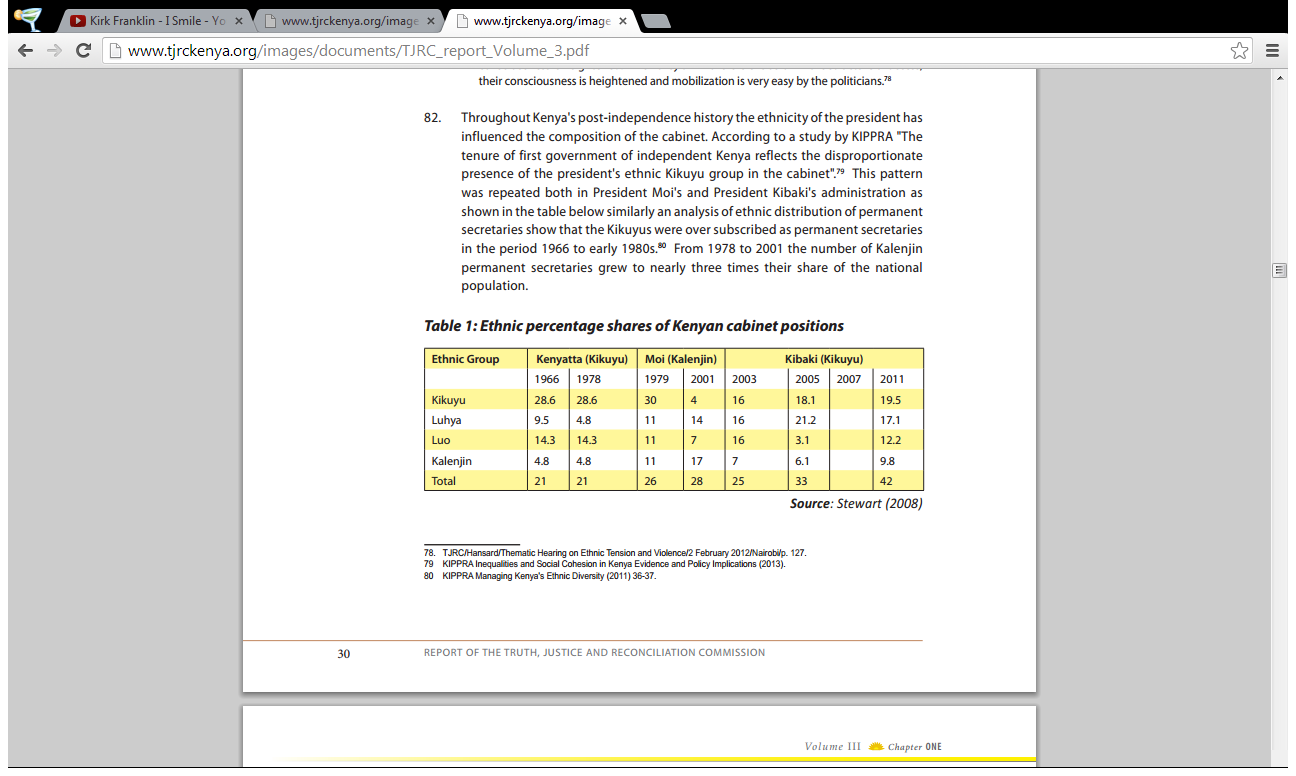 Kirk Franklin - I Smile - Yo
www.tjrckenya.org/image
www.tjrckenya.org/image
www.tjrckenya.org/images/documents/TJRC_report_Volume_3.pdf
their consciousness is heightened and mobilization is very easy by the politicians.78
82. Throughout Kenya's post-independence history the ethnicity of the president has
influenced the composition of the cabinet. According to a study by KIPPRA "The
tenure of first government of independent Kenya reflects the disproportionate
presence of the president's ethnic Kikuyu group in the cabinet".79 This pattern
was repeated both in President Moi's and President Kibaki's administration as
shown in the table below similarly an analysis of ethnic distribution of permanent
secretaries show that the Kikuyus were over subscribed as permanent secretaries
in the period 1966 to early 1980s.80 From 1978 to 2001 the number of Kalenjin
permanent secretaries grew to nearly three times their share of the national
population.
Table 1: Ethnic percentage shares of Kenyan cabinet positions
Ethnic Group Kenyatta (Kikuyu) Moi (Kalenjin) Kibaki (Kikuyu)
1966 1978 1979 2001 2003 2005 2007 2011
Kikuyu 28.6 28.6 30 4 16 18.1 19.5
Luhya 9.5 4.8 11 14 16 21.2 17.1
Luo 14.3 14.3 11 7 16 3.1 12.2
Kalenjin 4.8 4.8 11 17 7 6.1 9.8
Total 21 21 26 28 25 33 42
Source: Stewart (2008)
78. TJRC/Hansard/Thematic Hearing on Ethnic Tension and Violence/2 February 2012/Nairobi/p. 127.
79 KIPPRA Inequalities and Social Cohesion in Kenya Evidence and Policy Implications (2013).
80 KIPPRA Managing Kenya's Ethnic Diversity (2011) 36-37.
30 REPORT OF THE TRUTH, JUSTICE AND RECONCILIATION COMMISSION
Volume III Chapter ONE